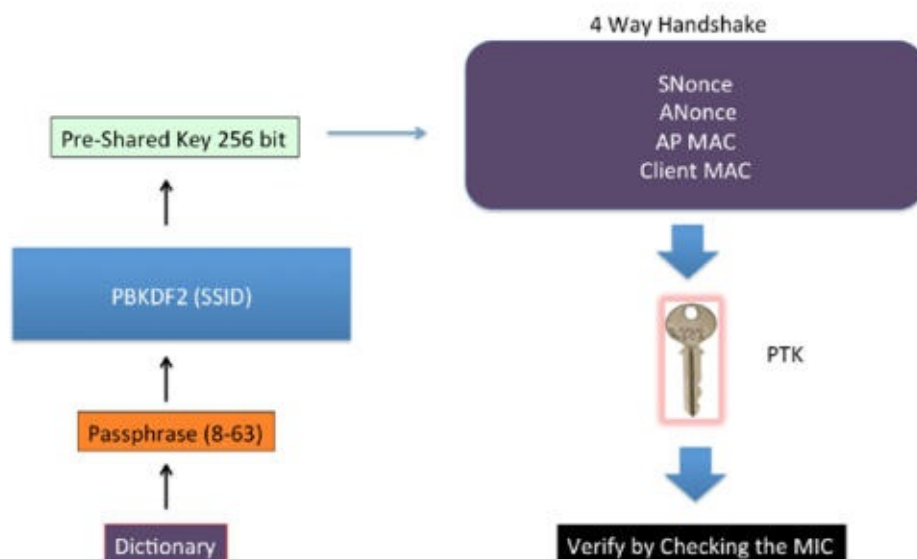 4 Way Handshake
SNonce
ANonce
AP MAC
Client MAC
Pre-Shared Key 256 bit
PBKDF2 (SSID)
PTK
Passphrase (8-63)
Dictionary
Verify by Checking the MIC